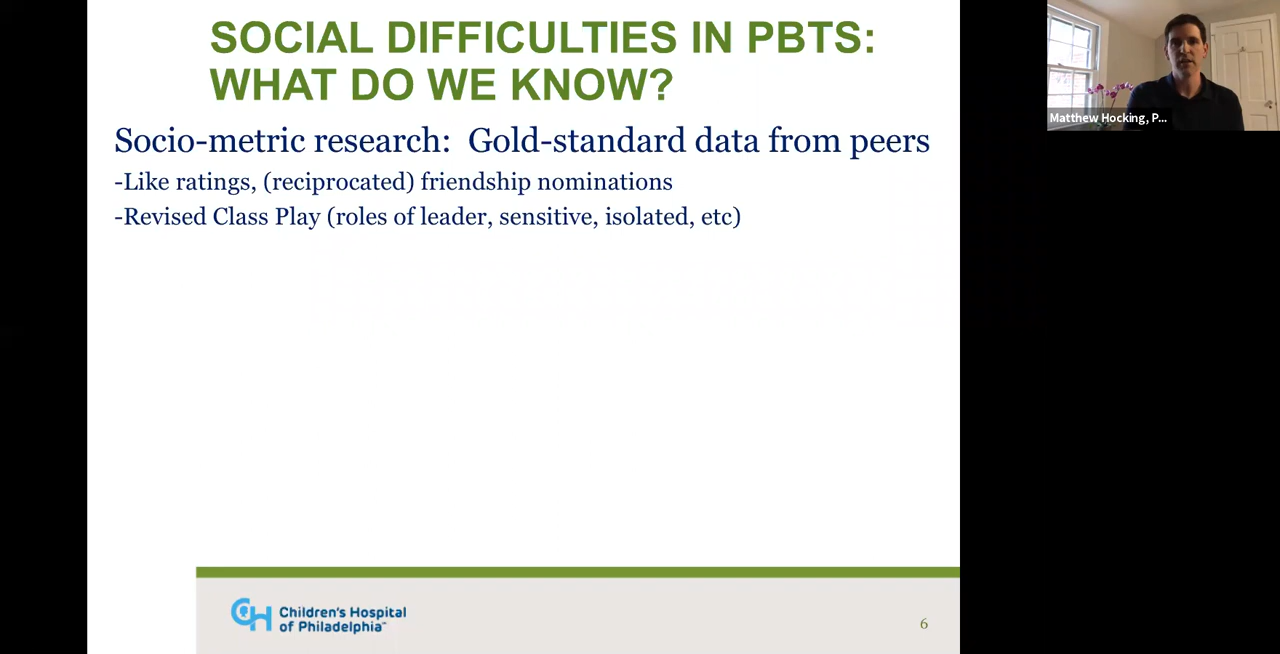 SOCIAL DIFFICULTIES IN PBTS:
WHAT DO WE KNOW?
Socio-metric research:  Gold-standard data from peers
-Like ratings, (reciprocated) friendship nominations
-Revised Class Play (roles of leader, sensitive, isolated, etc)
Matthew Hocking, P...
Children's Hospital
of Philadelphia™
6